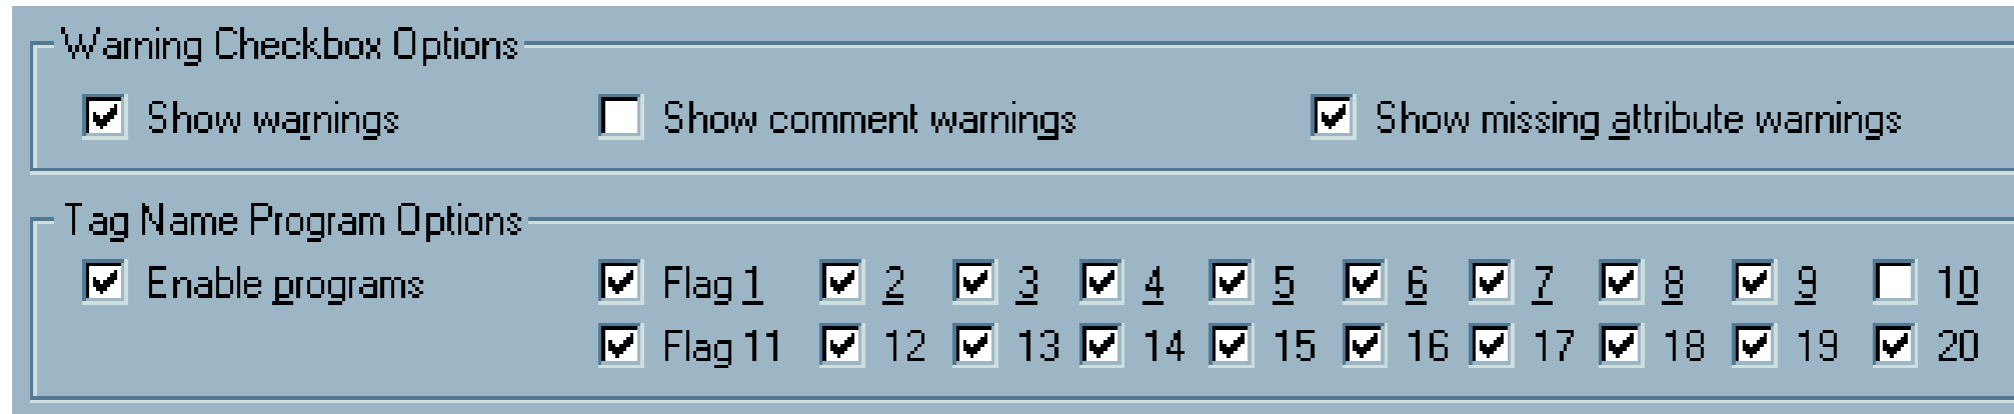 Warning Checkbox Options
Show warnings Show comment warnings Show missing attribute warnings
Tag Name Program Options
Enable programs Flag 1 2 3 4 5 6 7 8 9 10
Flag 11 12 13 14 15 16 17 18 19 20